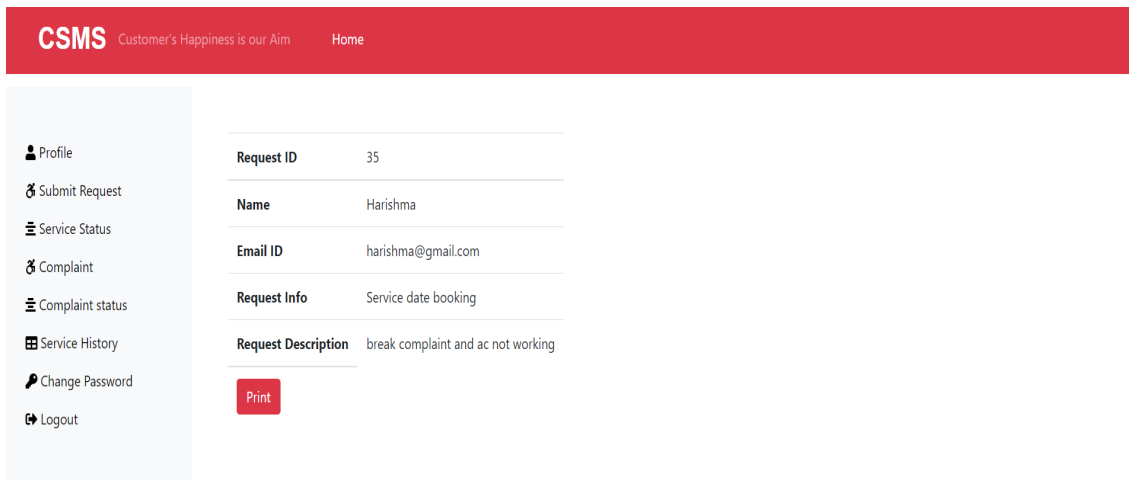 CSMS Customer's Happiness is our Aim Home
Profile
Submit Request
Service Status
Complaint
Complaint status
Service History
Change Password
Logout
Request ID 35
Name Harishma
Email ID harishma@gmail.com
Request Info Service date booking
Request Description break complaint and ac not working
Print